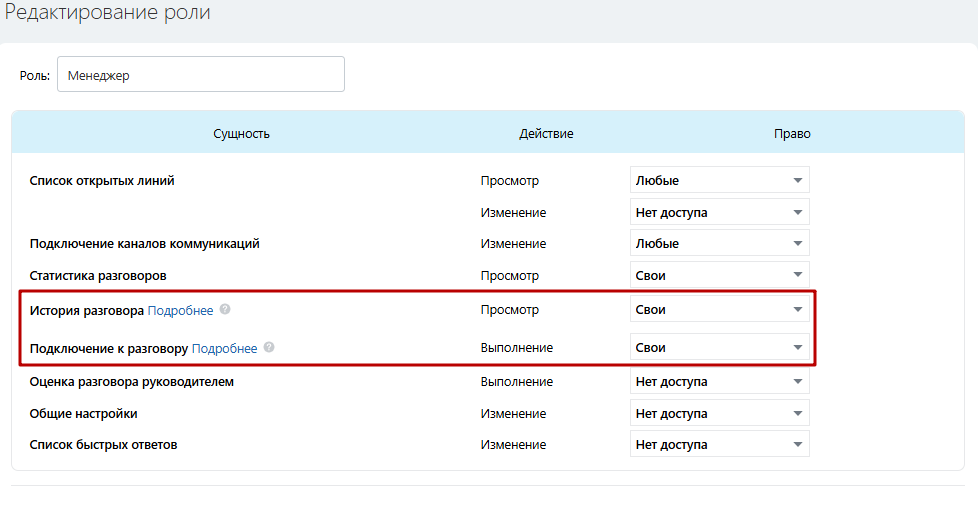 Редактирование роли
Роль: Менеджер
Сущность Действие Право
Список открытых линий Просмотр Любые
Изменение Нет доступа
Подключение каналов коммуникаций Изменение Любые
Статистика разговоров Просмотр Свои
История разговора Подробнее ? Просмотр Свои
Подключение к разговору Подробнее ? Выполнение Свои
Оценка разговора руководителем Выполнение Нет доступа
Общие настройки Изменение Нет доступа
Список быстрых ответов Изменение Нет доступа